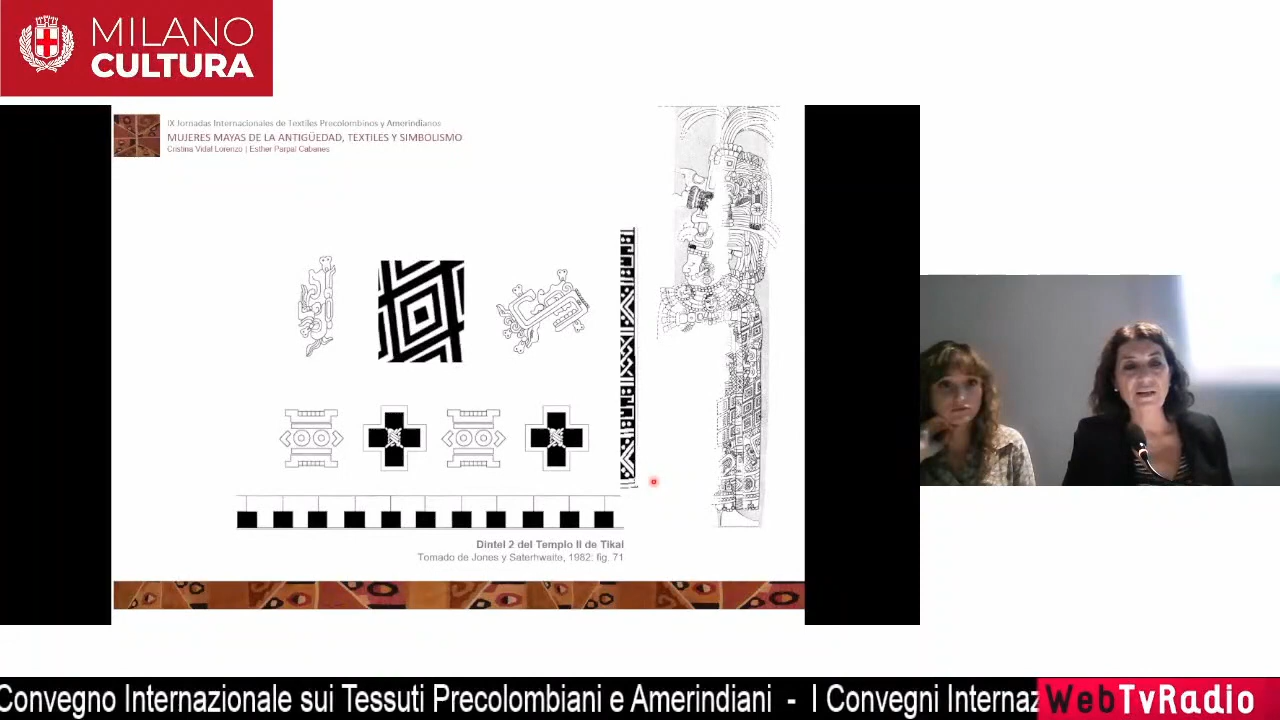 MILANO
CULTURA
IX Jornadas Internacionales de Textiles Precolombinos y Amerindianos
MUJERES MAYAS DE LA ANTIGÜEDAD, TEXTILES Y SIMBOLISMO
Cristina Vidal Lorenzo | Esther Parpal Cabanes
Dintel 2 del Templo II de Tikal
Tomado de Jones y Saterhwaite, 1982: fig. 71
Convegno Internazionale sui Tessuti Precolombiani e Amerindiani - I Convegni Internaz
WebTvRadio